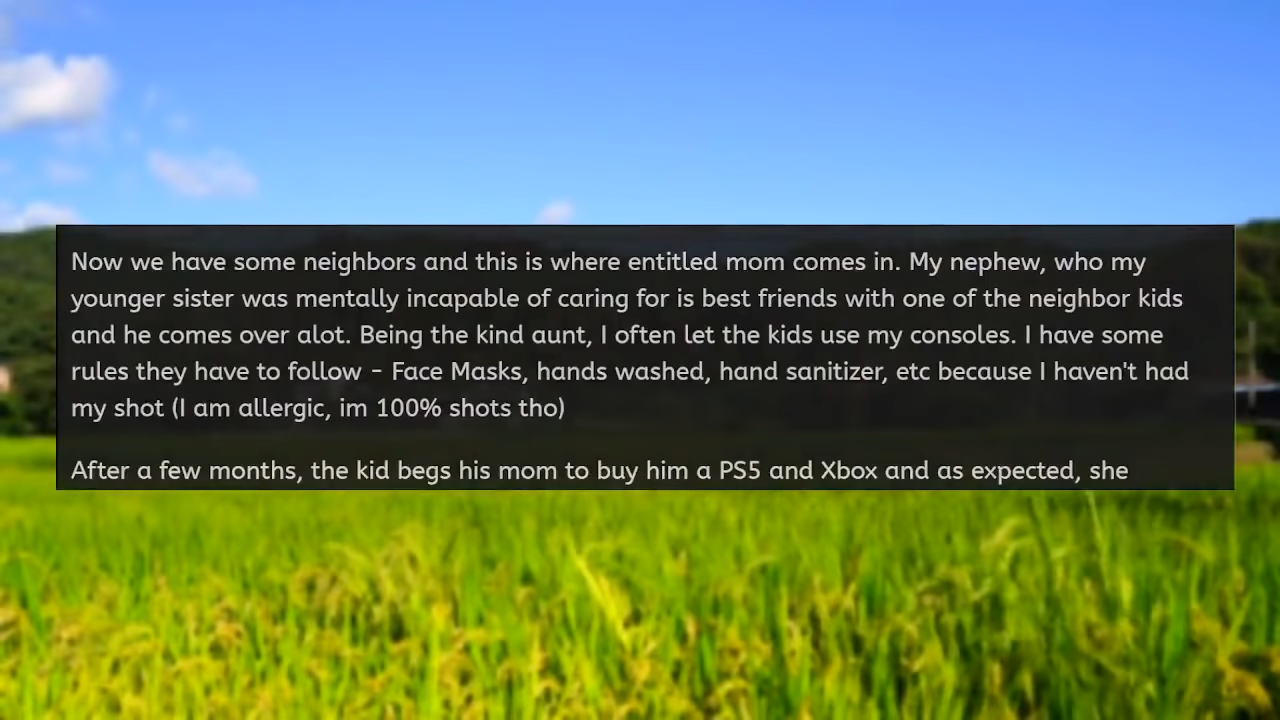 Now we have some neighbors and this is where entitled mom comes in. My nephew, who my
younger sister was mentally incapable of caring for is best friends with one of the neighbor kids
and he comes over alot. Being the kind aunt, I often let the kids use my consoles. I have some
rules they have to follow - Face Masks, hands washed, hand sanitizer, etc because I haven't had
my shot (I am allergic, im 100% shots tho)
After a few months, the kid begs his mom to buy him a PS5 and Xbox and as expected, she